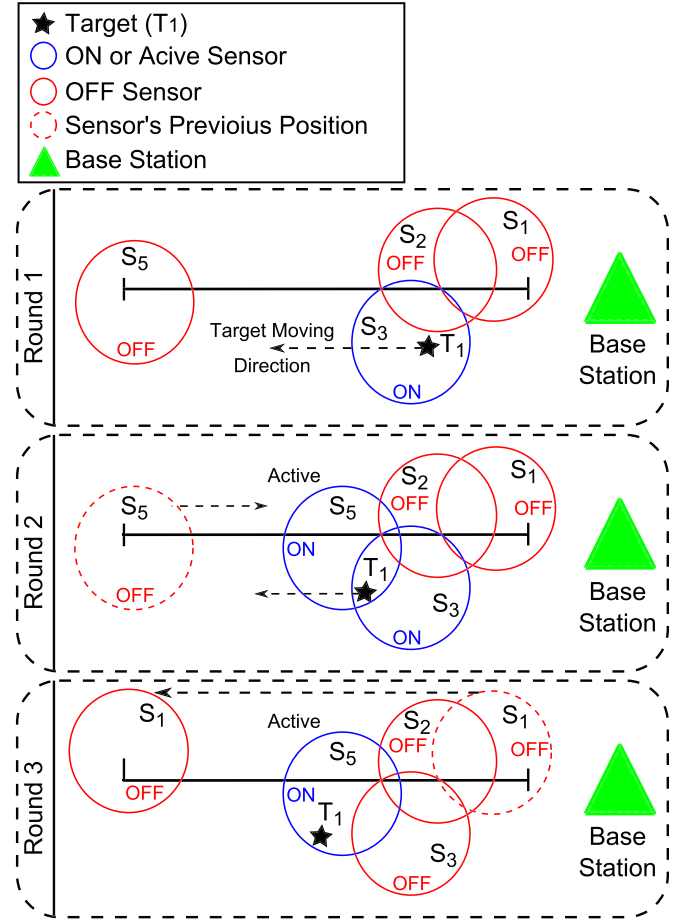 Target (T1)
ON or Acive Sensor
OFF Sensor
Sensor's Previoius Position
Base Station
Round 1
S5
OFF
S2
OFF
S1
OFF
S3
Target Moving
Direction
T1
ON
Base
Station
Round 2
S5
OFF
Active
S5
ON
S2
OFF
S1
OFF
T1
S3
ON
Base
Station
Round 3
S1
OFF
Active
S5
ON
T1
S2
OFF
S1
OFF
S3
OFF
Base
Station